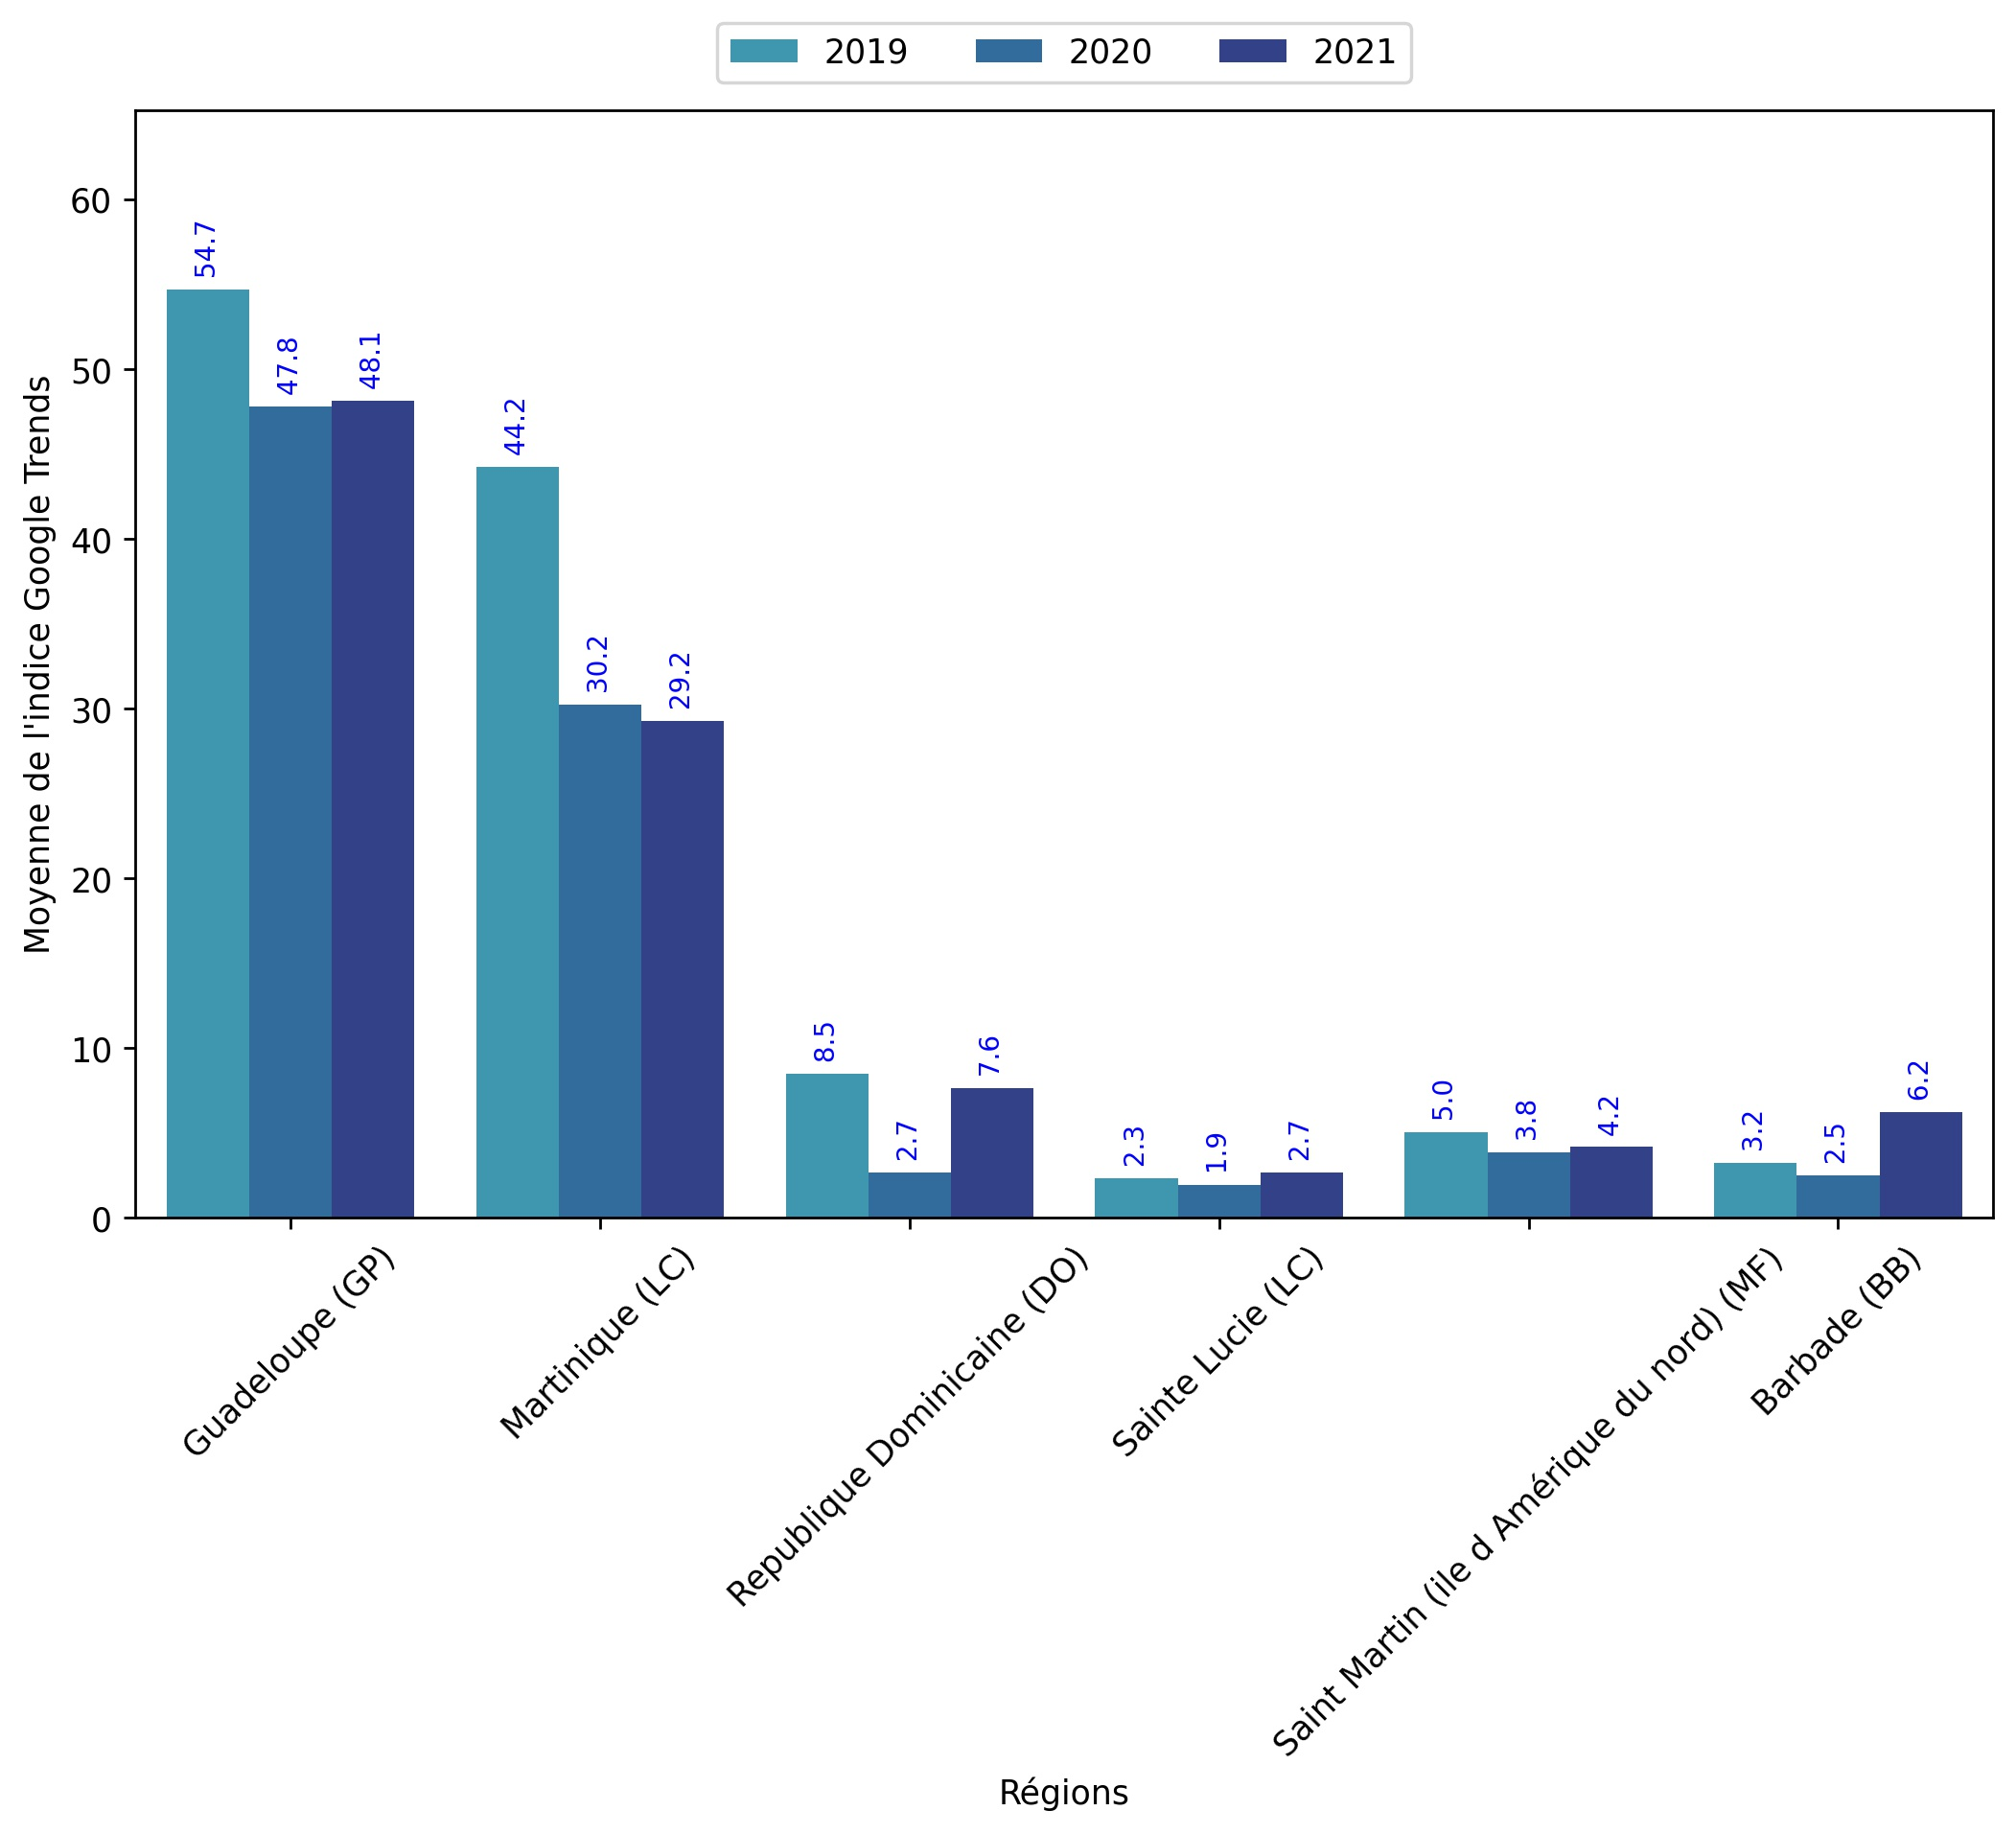 2019 2020 2021
Moyenne de l'indice Google Trends
60
50
40
30
20
10
0
54.7 47.8 48.1
44.2 30.2 29.2
8.5 2.7 7.6
2.3 1.9 2.7
5.0 3.8 4.2
3.2 2.5 6.2
Guadeloupe (GP)
Martinique (LC)
Republique Dominicaine (DO)
Sainte Lucie (LC)
Saint Martin (ile d Amérique du nord) (MF)
Barbade (BB)
Régions